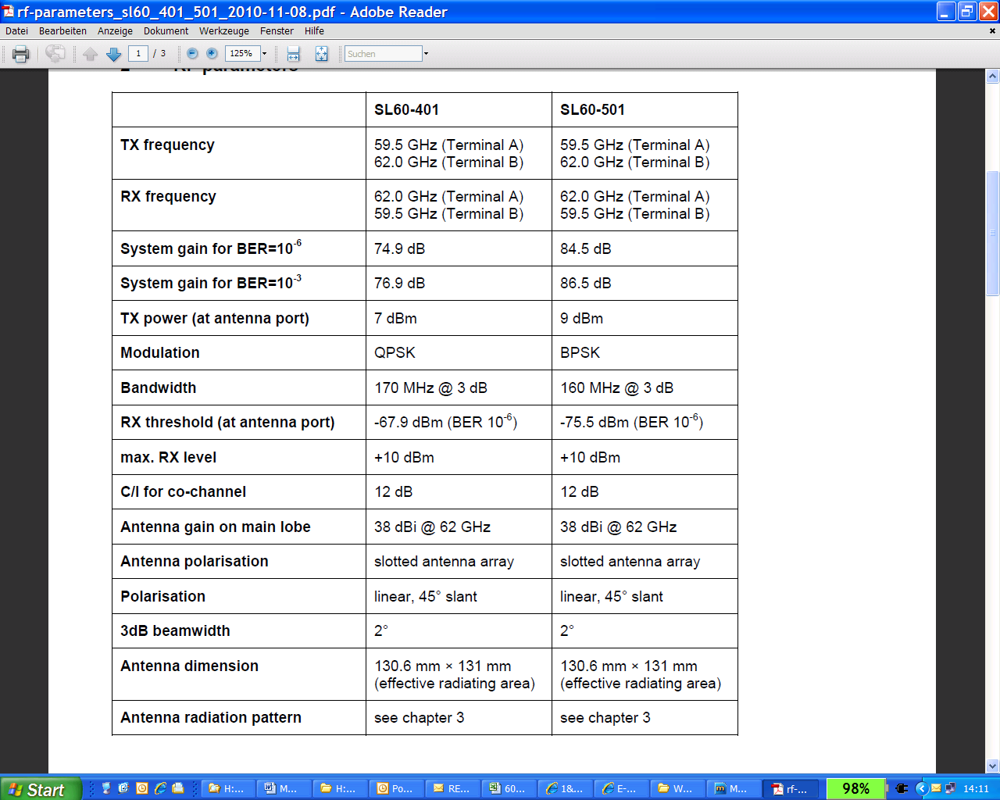 rf-parameters_sl60_401_501_2010-11-08.pdf - Adobe Reader
Datei Bearbeiten Anzeige Dokument Werkzeuge Fenster Hilfe
1 / 3 125% Suchen
2 RF parameters
SL60-401 SL60-501
TX frequency 59.5 GHz (Terminal A) 59.5 GHz (Terminal A)
62.0 GHz (Terminal B) 62.0 GHz (Terminal B)
RX frequency 62.0 GHz (Terminal A) 62.0 GHz (Terminal A)
59.5 GHz (Terminal B) 59.5 GHz (Terminal B)
System gain for BER=10-6 74.9 dB 84.5 dB
System gain for BER=10-3 76.9 dB 86.5 dB
TX power (at antenna port) 7 dBm 9 dBm
Modulation QPSK BPSK
Bandwidth 170 MHz @ 3 dB 160 MHz @ 3 dB
RX threshold (at antenna port) -67.9 dBm (BER 10-6) -75.5 dBm (BER 10-6)
max. RX level +10 dBm +10 dBm
C/I for co-channel 12 dB 12 dB
Antenna gain on main lobe 38 dBi @ 62 GHz 38 dBi @ 62 GHz
Antenna polarisation slotted antenna array slotted antenna array
Polarisation linear, 45° slant linear, 45° slant
3dB beamwidth 2° 2°
Antenna dimension 130.6 mm × 131 mm 130.6 mm × 131 mm
(effective radiating area) (effective radiating area)
Antenna radiation pattern see chapter 3 see chapter 3
Start H:... M... H:... Po... RE... 60... 1&... E-... W... M... rf-... 98% 14:11